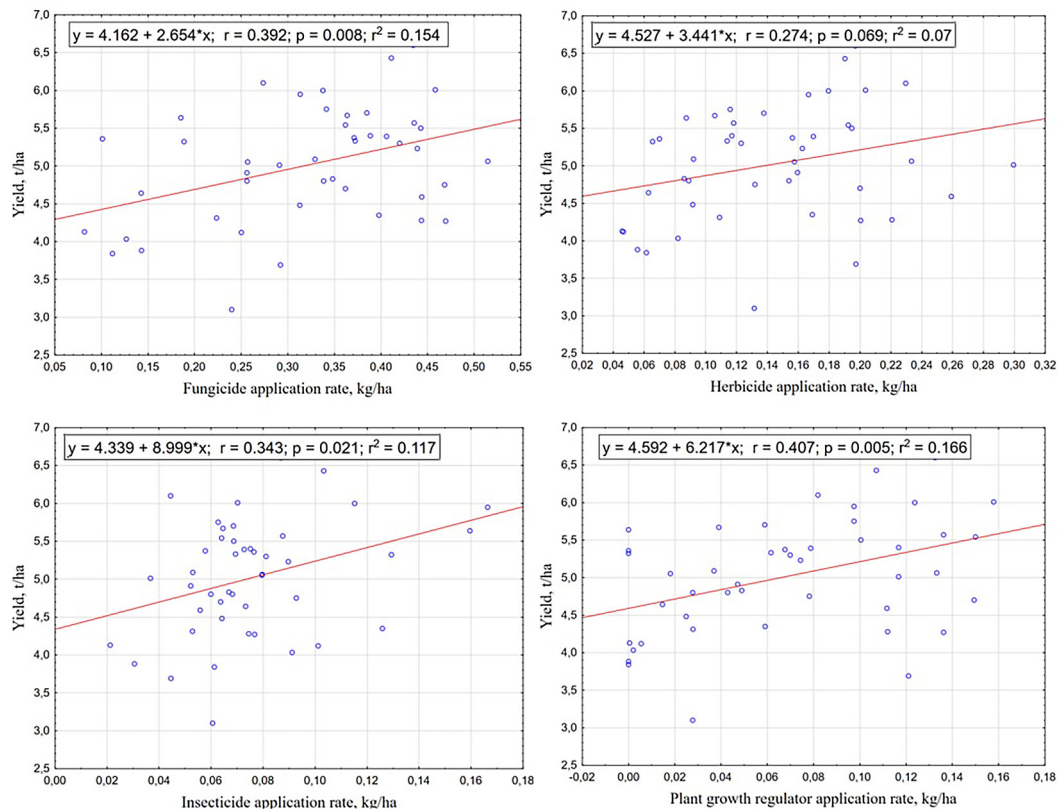 y = 4.162 + 2.654*x; r = 0.392; p = 0.008; r² = 0.154
7,0
6,5
6,0
5,5
5,0
4,5
4,0
3,5
3,0
2,5
Yield, t/ha
0,05 0,10 0,15 0,20 0,25 0,30 0,35 0,40 0,45 0,50 0,55
Fungicide application rate, kg/ha
y = 4.527 + 3.441*x; r = 0.274; p = 0.069; r² = 0.07
7,0
6,5
6,0
5,5
5,0
4,5
4,0
3,5
3,0
2,5
Yield, t/ha
0,02 0,04 0,06 0,08 0,10 0,12 0,14 0,16 0,18 0,20 0,22 0,24 0,26 0,28 0,30 0,32
Herbicide application rate, kg/ha
y = 4.339 + 8.999*x; r = 0.343; p = 0.021; r² = 0.117
7,0
6,5
6,0
5,5
5,0
4,5
4,0
3,5
3,0
2,5
Yield, t/ha
0,00 0,02 0,04 0,06 0,08 0,10 0,12 0,14 0,16 0,18
Insecticide application rate, kg/ha
y = 4.592 + 6.217*x; r = 0.407; p = 0.005; r² = 0.166
7,0
6,5
6,0
5,5
5,0
4,5
4,0
3,5
3,0
2,5
Yield, t/ha
-0,02 0,00 0,02 0,04 0,06 0,08 0,10 0,12 0,14 0,16 0,18
Plant growth regulator application rate, kg/ha